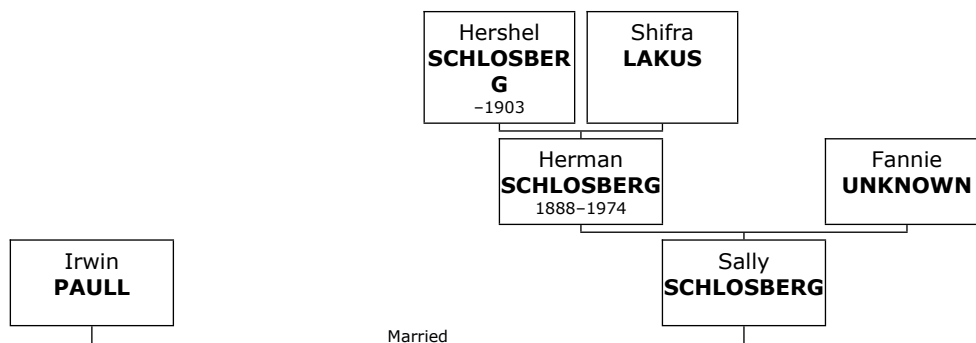 Hershel
SCHLOSBER
G
–1903
Shifra
LAKUS
Herman
SCHLOSBERG
1888–1974
Fannie
UNKNOWN
Irwin
PAULL
Sally
SCHLOSBERG
Married